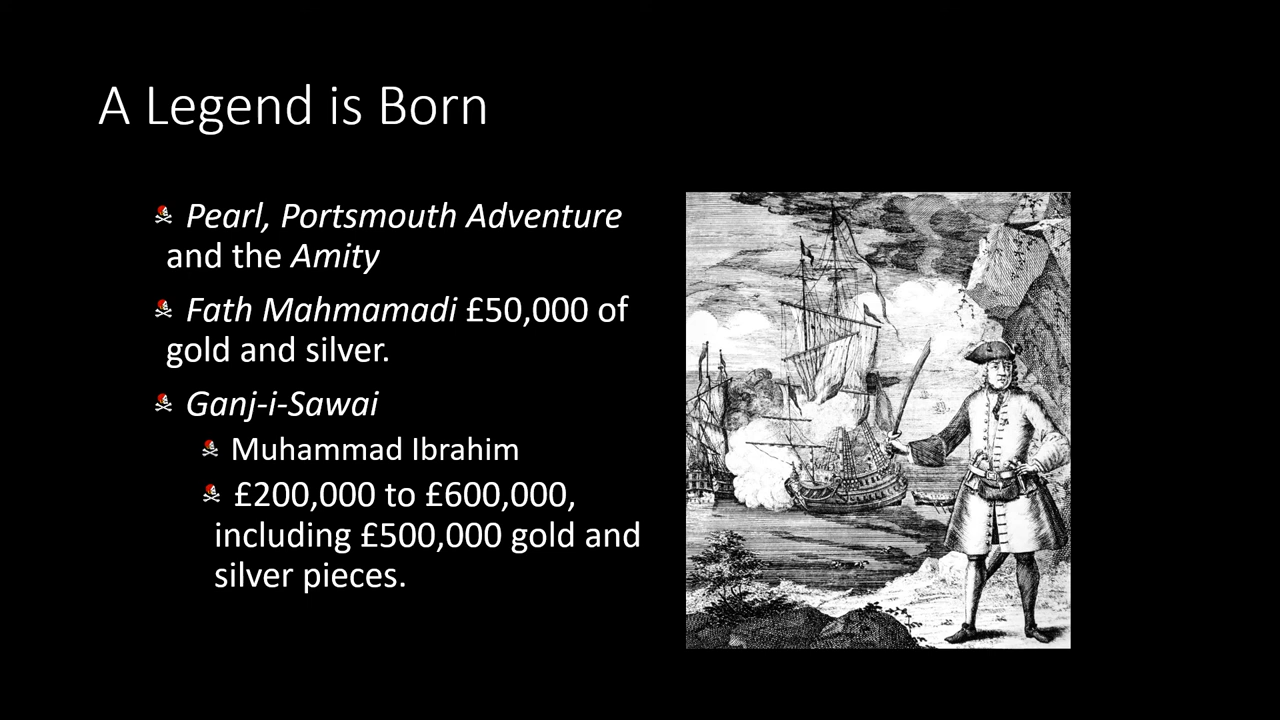 A Legend is Born
Pearl, Portsmouth Adventure
and the Amity
Fath Mahmamadi £50,000 of
gold and silver.
Ganj-i-Sawai
Muhammad Ibrahim
£200,000 to £600,000,
including £500,000 gold and
silver pieces.